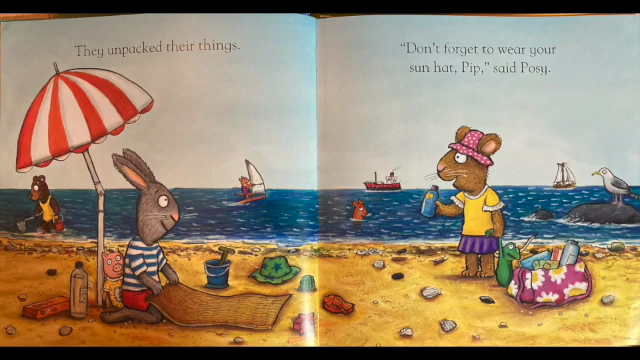 They unpacked their things.
“Don't forget to wear your
sun hat, Pip,” said Posy.